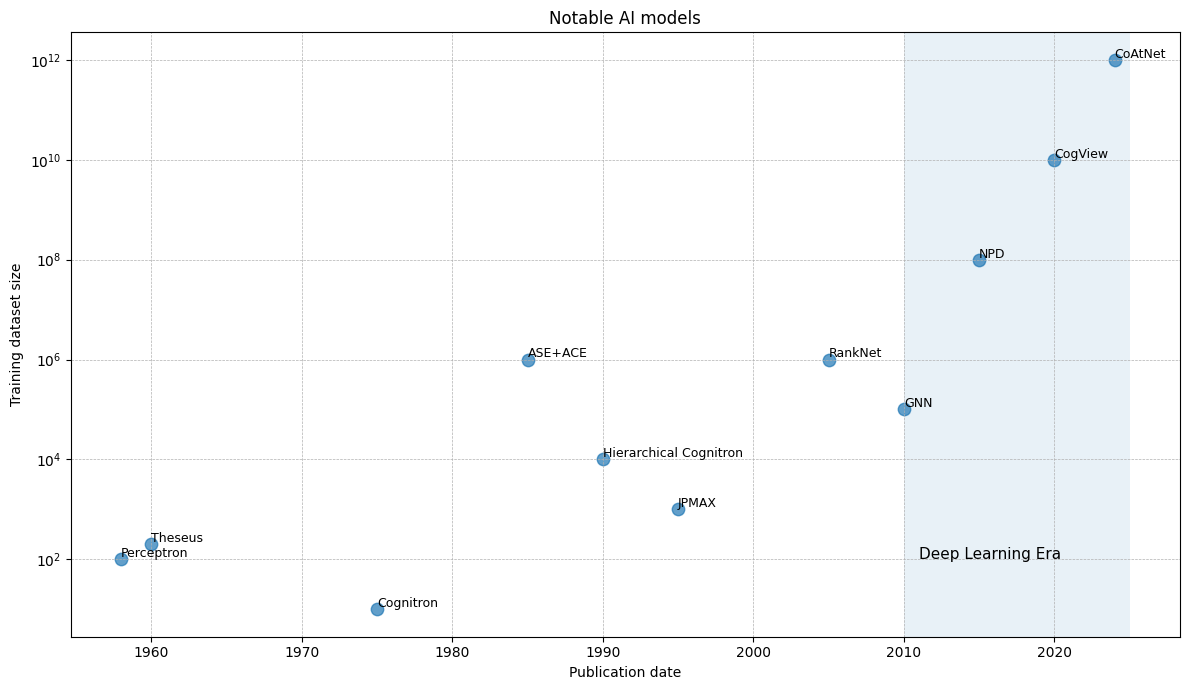 Notable AI models
Training dataset size
10¹²
10¹⁰
10⁸
10⁶
10⁴
10²
CoAtNet
CogView
NPD
ASE+ACE
RankNet
GNN
Hierarchical Cognitron
JPMAX
Theseus
Perceptron
Deep Learning Era
Cognitron
1960 1970 1980 1990 2000 2010 2020
Publication date